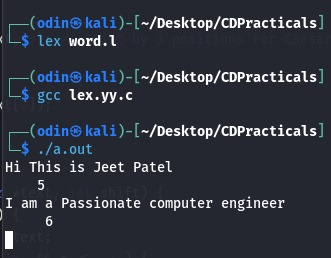 ┌──(odin㉿kali)-[~/Desktop/CDPracticals]
└─$ lex word.l
┌──(odin㉿kali)-[~/Desktop/CDPracticals]
└─$ gcc lex.yy.c
┌──(odin㉿kali)-[~/Desktop/CDPracticals]
└─$ ./a.out
Hi This is Jeet Patel
5
I am a Passionate computer engineer
6